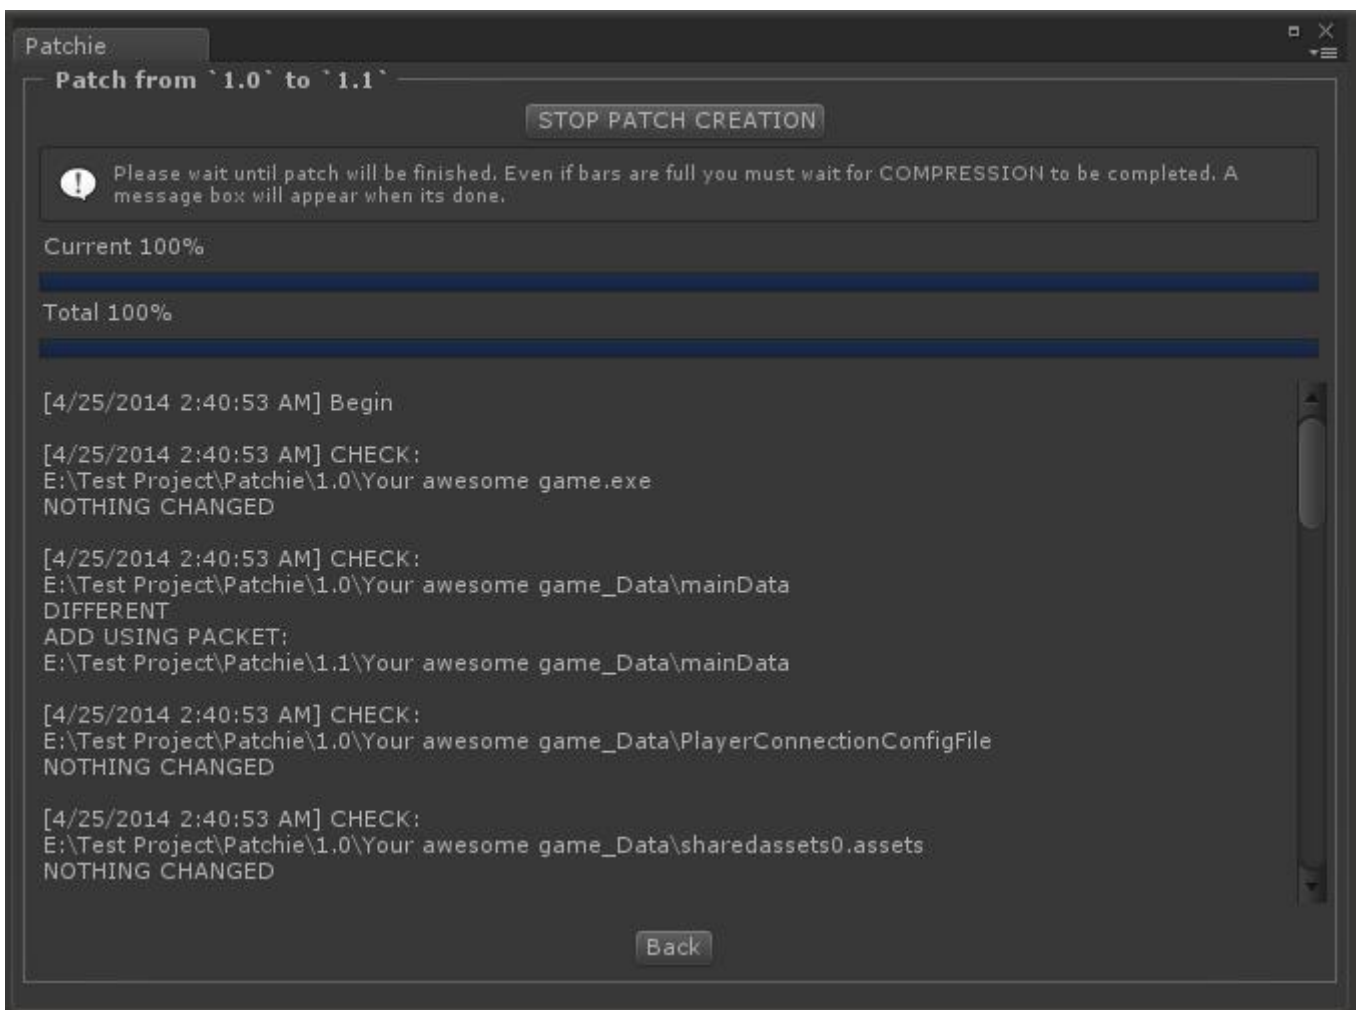 Patchie
Patch from `1.0` to `1.1`
STOP PATCH CREATION
Please wait until patch will be finished. Even if bars are full you must wait for COMPRESSION to be completed. A
message box will appear when its done.
Current 100%
Total 100%
[4/25/2014 2:40:53 AM] Begin
[4/25/2014 2:40:53 AM] CHECK:
E:\Test Project\Patchie\1.0\Your awesome game.exe
NOTHING CHANGED
[4/25/2014 2:40:53 AM] CHECK:
E:\Test Project\Patchie\1.0\Your awesome game_Data\mainData
DIFFERENT
ADD USING PACKET:
E:\Test Project\Patchie\1.1\Your awesome game_Data\mainData
[4/25/2014 2:40:53 AM] CHECK:
E:\Test Project\Patchie\1.0\Your awesome game_Data\PlayerConnectionConfigFile
NOTHING CHANGED
[4/25/2014 2:40:53 AM] CHECK:
E:\Test Project\Patchie\1.0\Your awesome game_Data\sharedassets0.assets
NOTHING CHANGED
Back